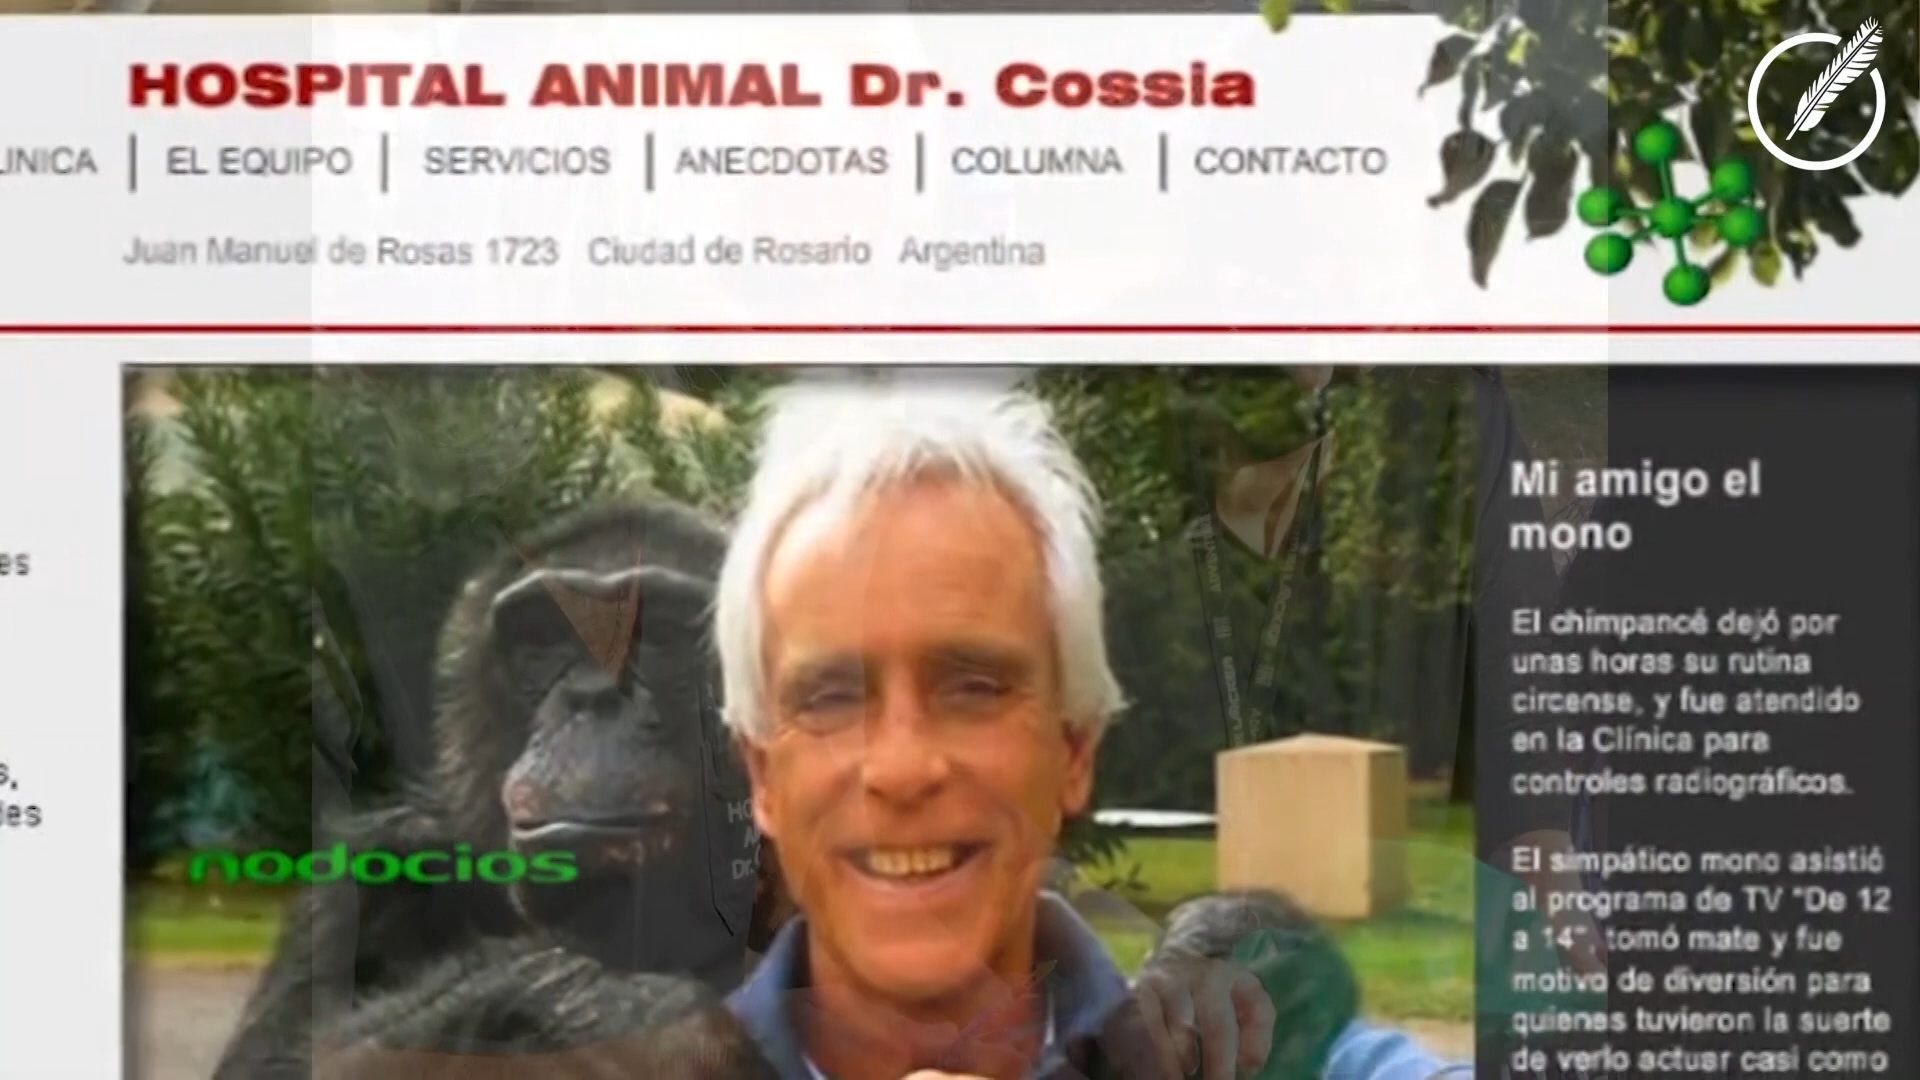 HOSPITAL ANIMAL Dr. Cossia
EL EQUIPO | SERVICIOS | ANECDOTAS | COLUMNA | CONTACTO
Juan Manuel de Rosas 1723 Ciudad de Rosario Argentina
Mi amigo el
mono
El chimpancé dejó por
unas horas su rutina
circense, y fue atendido
en la Clínica para
controles radiográficos.
El simpático mono asistió
al programa de TV "De 12
a 14", tomó mate y fue
motivo de diversión para
quienes tuvieron la suerte
de verlo actuar casi como
nodocios